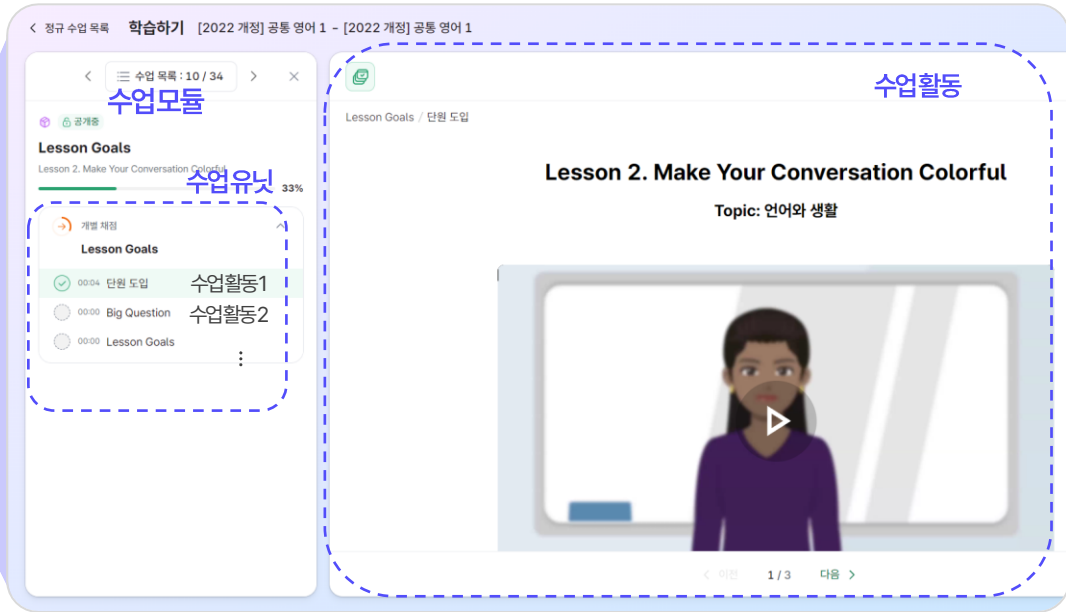 정규 수업 목록 학습하기 [2022 개정] 공통 영어 1 - [2022 개정] 공통 영어 1
수업 목록 : 10 / 34
수업모듈
공개중
Lesson Goals
Lesson 2. Make Your Conversation Colorful
수업유닛
33%
개별 채점
Lesson Goals
00:04 단원 도입 수업활동1
00:00 Big Question 수업활동2
00:00 Lesson Goals
수업활동
Lesson Goals / 단원 도입
Lesson 2. Make Your Conversation Colorful
Topic: 언어와 생활
이전 1 / 3 다음